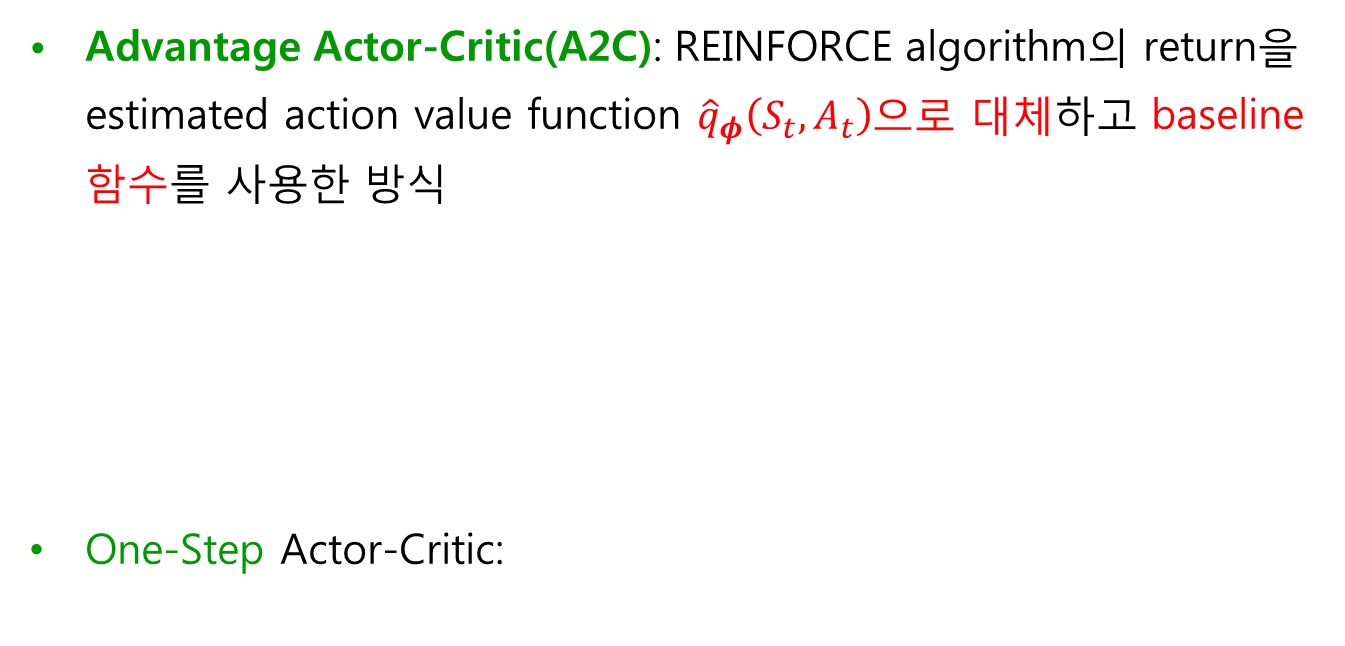 • Advantage Actor-Critic(A2C): REINFORCE algorithm의 return을
estimated action value function q̂_ϕ(S_t, A_t)으로 대체하고 baseline
함수를 사용한 방식
• One-Step Actor-Critic: